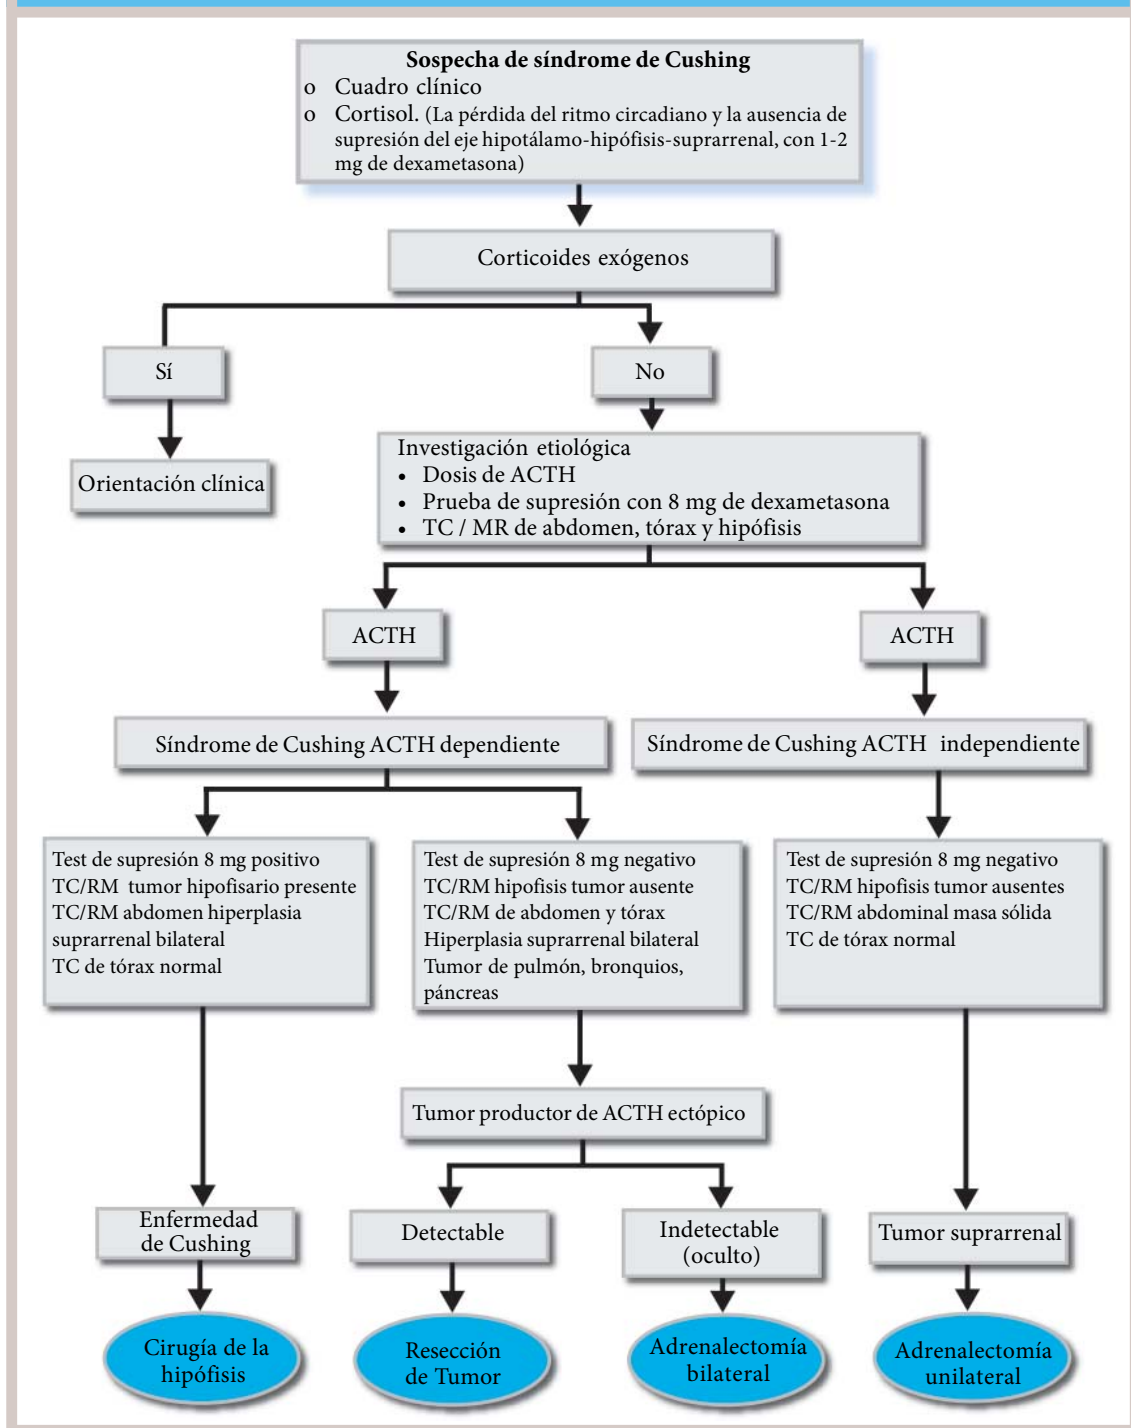 Sospecha de síndrome de Cushing
o Cuadro clínico
o Cortisol. (La pérdida del ritmo circadiano y la ausencia de
supresión del eje hipotálamo-hipófisis-suprarrenal, con 1-2
mg de dexametasona)
Corticoides exógenos
Sí
No
Orientación clínica
Investigación etiológica
• Dosis de ACTH
• Prueba de supresión con 8 mg de dexametasona
• TC / MR de abdomen, tórax y hipófisis
ACTH
ACTH
Síndrome de Cushing ACTH dependiente
Síndrome de Cushing ACTH independiente
Test de supresión 8 mg positivo
TC/RM tumor hipofisario presente
TC/RM abdomen hiperplasia
suprarrenal bilateral
TC de tórax normal
Test de supresión 8 mg negativo
TC/RM hipofisis tumor ausente
TC/RM de abdomen y tórax
Hiperplasia suprarrenal bilateral
Tumor de pulmón, bronquios,
páncreas
Test de supresión 8 mg negativo
TC/RM hipofisis tumor ausentes
TC/RM abdominal masa sólida
TC de tórax normal
Tumor productor de ACTH ectópico
Enfermedad
de Cushing
Detectable
Indetectable
(oculto)
Tumor suprarrenal
Cirugía de la
hipófisis
Resección
de Tumor
Adrenalectomía
bilateral
Adrenalectomía
unilateral